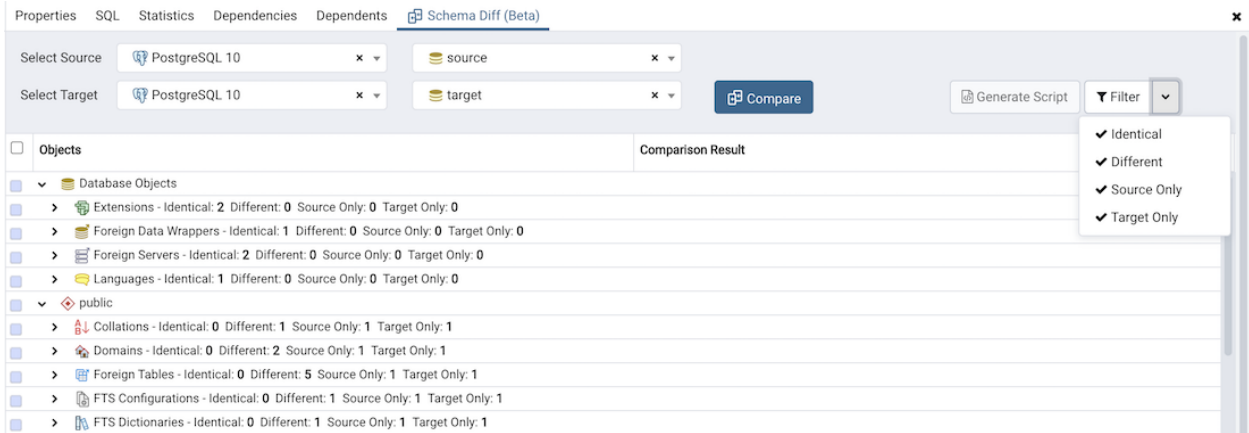 Properties SQL Statistics Dependencies Dependents Schema Diff (Beta)
Select Source PostgreSQL 10 source
Select Target PostgreSQL 10 target Compare Generate Script Filter
Identical
Different
Source Only
Target Only
Objects Comparison Result
Database Objects
Extensions - Identical: 2 Different: 0 Source Only: 0 Target Only: 0
Foreign Data Wrappers - Identical: 1 Different: 0 Source Only: 0 Target Only: 0
Foreign Servers - Identical: 2 Different: 0 Source Only: 0 Target Only: 0
Languages - Identical: 1 Different: 0 Source Only: 0 Target Only: 0
public
Collations - Identical: 0 Different: 1 Source Only: 1 Target Only: 1
Domains - Identical: 0 Different: 2 Source Only: 1 Target Only: 1
Foreign Tables - Identical: 0 Different: 5 Source Only: 1 Target Only: 1
FTS Configurations - Identical: 0 Different: 1 Source Only: 1 Target Only: 1
FTS Dictionaries - Identical: 0 Different: 1 Source Only: 1 Target Only: 1